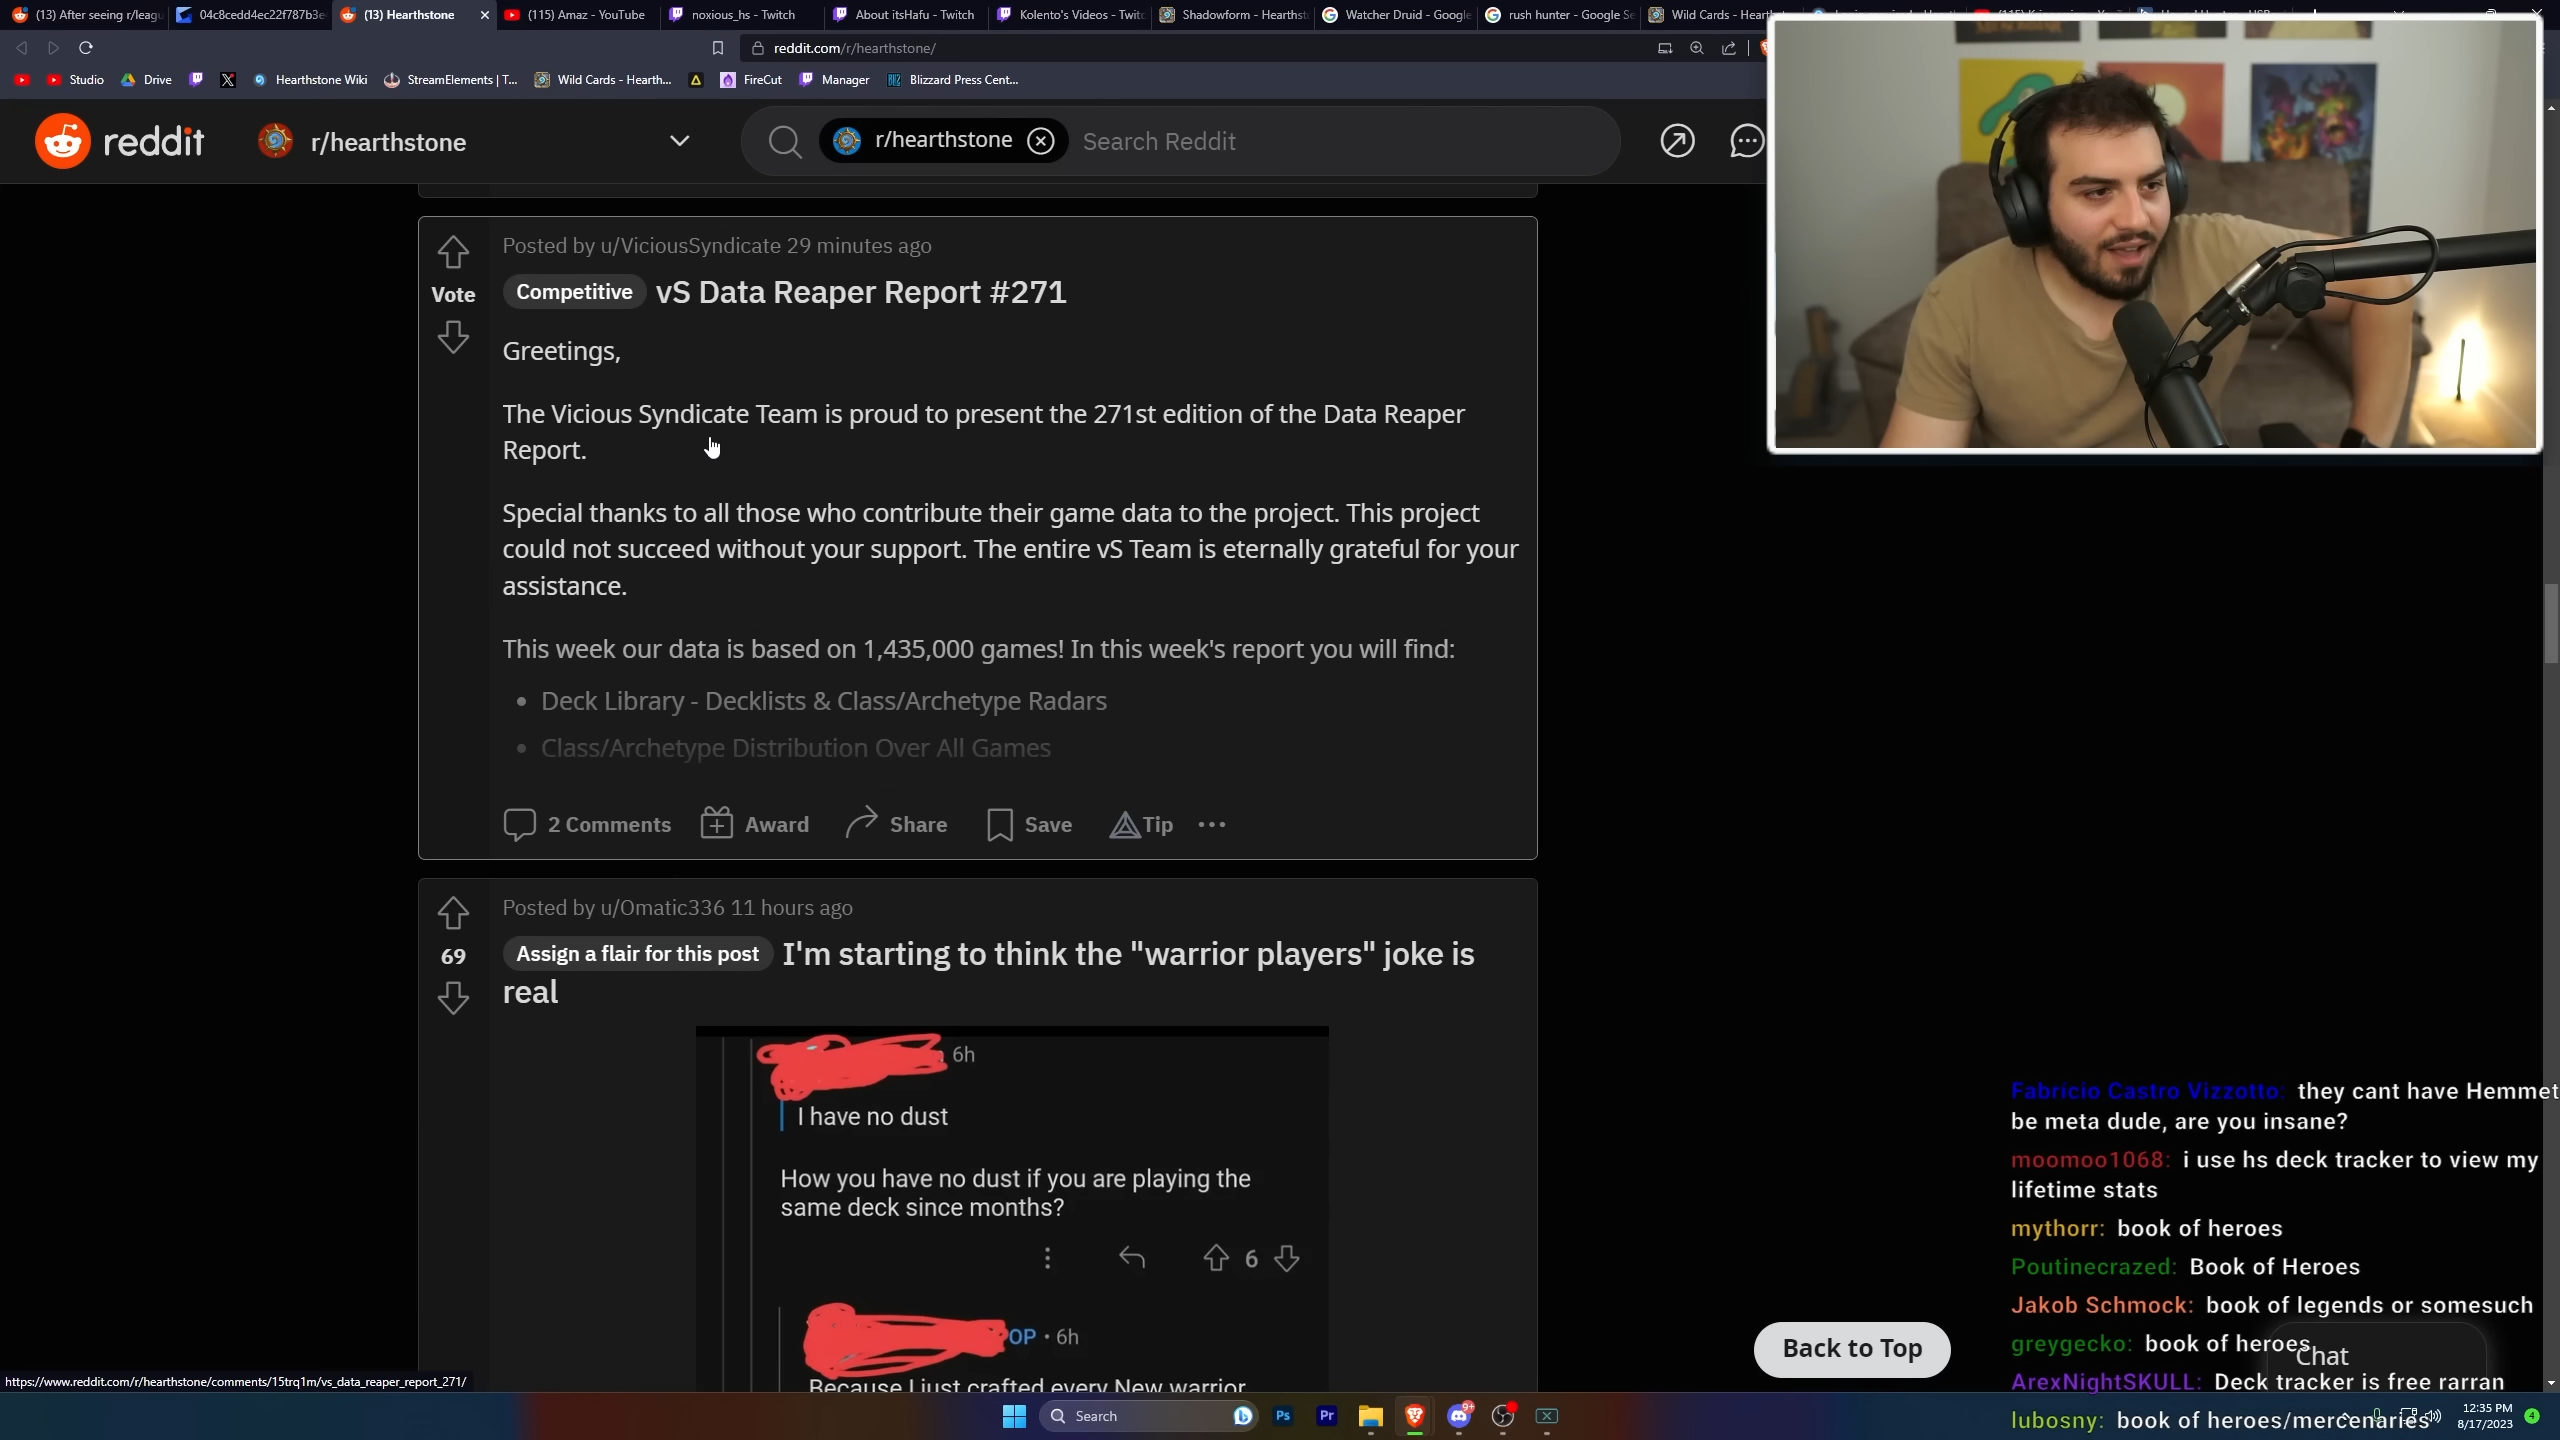 (13) After seeing r/leagu
04c8cedd4ec22f787b3e
(13) Hearthstone
(115) Amaz - YouTube
noxious_hs - Twitch
About itsHafu - Twitch
Kolento's Videos - Twitc
Shadowform - Hearthst
Watcher Druid - Google
rush hunter - Google Se
Wild Cards - Hearthst
reddit.com/r/hearthstone/
Studio
Drive
Hearthstone Wiki
StreamElements | T...
Wild Cards - Hearth...
FireCut
Manager
Blizzard Press Cent...
reddit
r/hearthstone
r/hearthstone
Search Reddit
Posted by u/ViciousSyndicate 29 minutes ago
Vote
Competitive vS Data Reaper Report #271
Greetings,
The Vicious Syndicate Team is proud to present the 271st edition of the Data Reaper
Report.
Special thanks to all those who contribute their game data to the project. This project
could not succeed without your support. The entire vS Team is eternally grateful for your
assistance.
This week our data is based on 1,435,000 games! In this week's report you will find:
• Deck Library - Decklists & Class/Archetype Radars
• Class/Archetype Distribution Over All Games
2 Comments
Award
Share
Save
Tip
Posted by u/Omatic336 11 hours ago
69
Assign a flair for this post I'm starting to think the "warrior players" joke is
real
6h
I have no dust
How you have no dust if you are playing the
same deck since months?
6
OP • 6h
Because I just crafted every New warrior
Back to Top
Chat
Fabrício Castro Vizzotto: they cant have Hemmet
be meta dude, are you insane?
moomoo1068: i use hs deck tracker to view my
lifetime stats
mythorr: book of heroes
Poutinecrazed: Book of Heroes
Jakob Schmock: book of legends or somesuch
greygecko: book of heroes
ArexNightSKULL: Deck tracker is free rarran
lubosny: book of heroes/mercenaries
https://www.reddit.com/r/hearthstone/comments/15trq1m/vs_data_reaper_report_271/
Search
Ps
Pr
9+
12:35 PM
8/17/2023
4